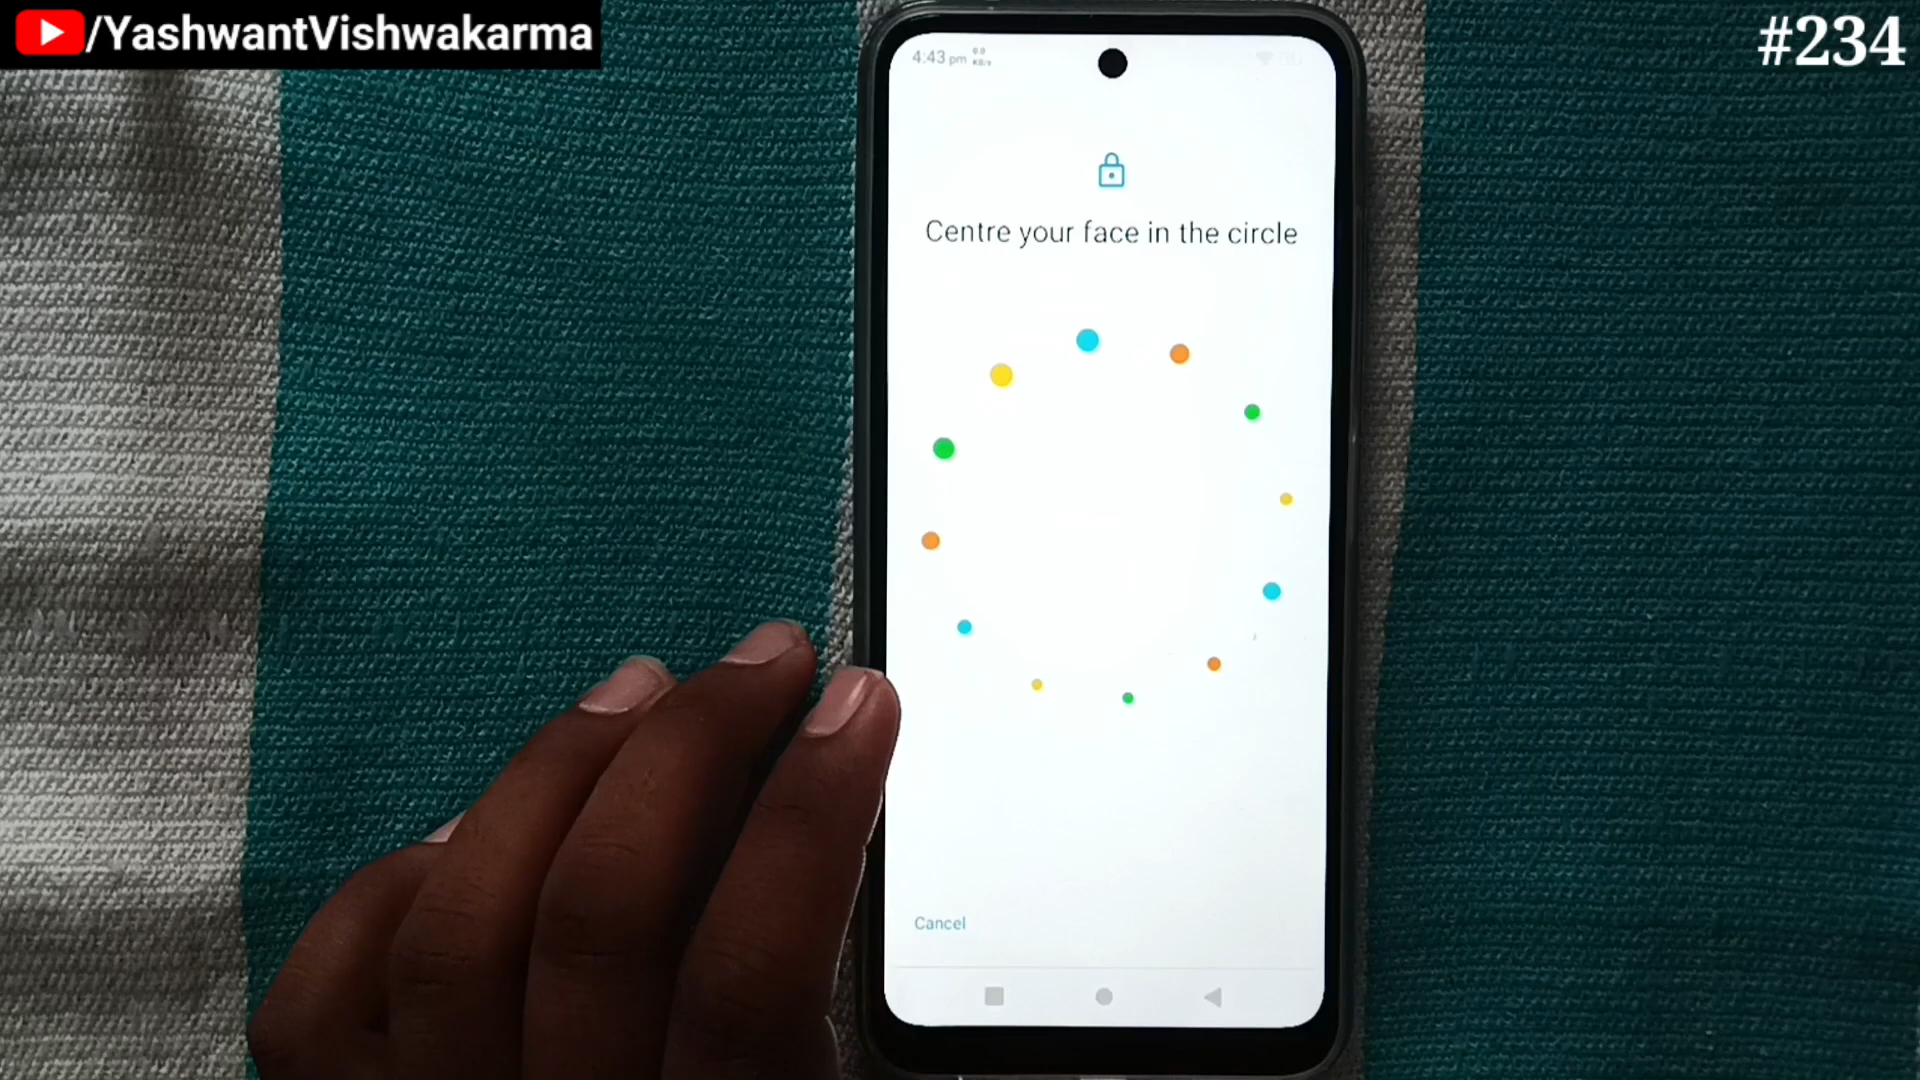 /YashwantVishwakarma
#234
4:43 pm
Centre your face in the circle
Cancel